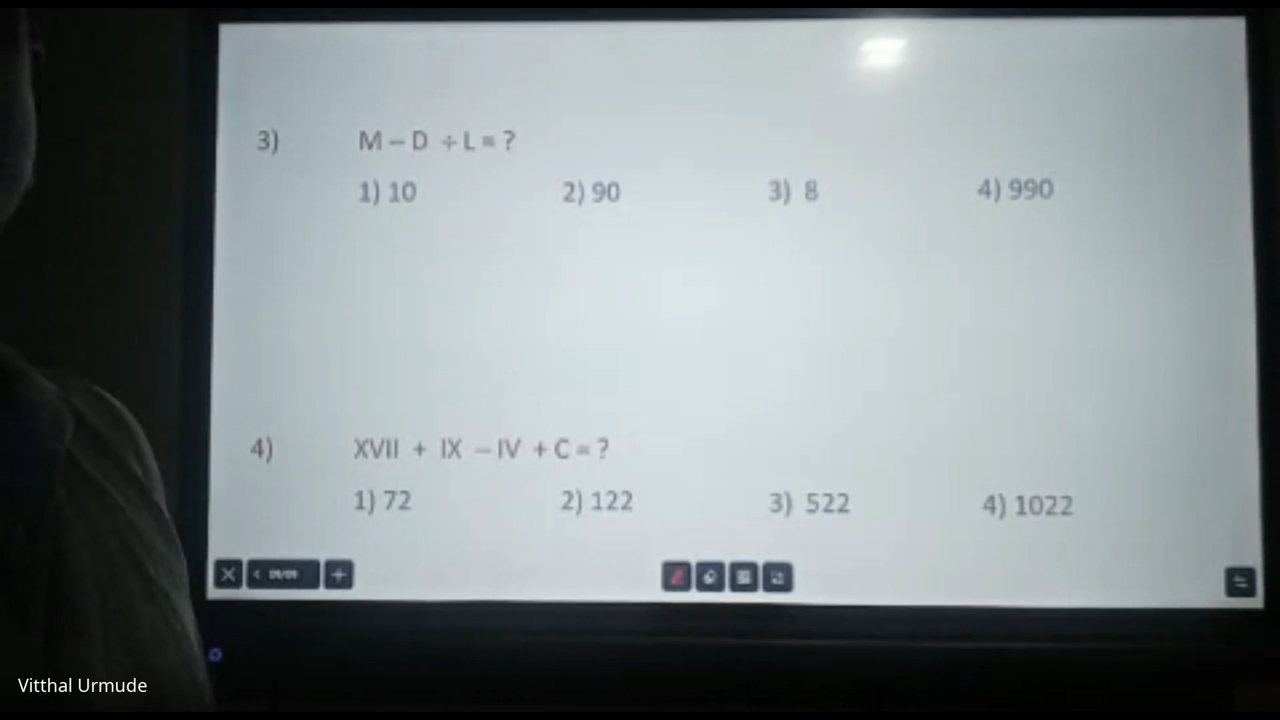 3) M – D ÷ L = ?
1) 10 2) 90 3) 8 4) 990
4) XVII + IX – IV + C = ?
1) 72 2) 122 3) 522 4) 1022
Vitthal Urmude